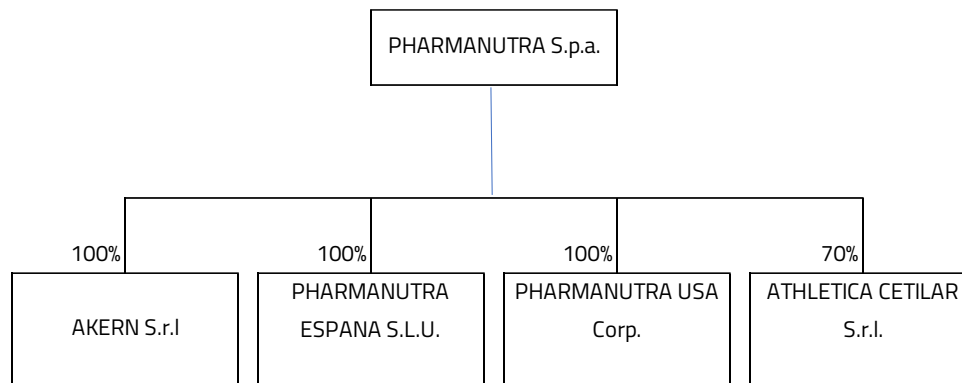 PHARMANUTRA S.p.a.
100%
100%
100%
70%
AKERN S.r.l
PHARMANUTRA
ESPANA S.L.U.
PHARMANUTRA USA
Corp.
ATHLETICA CETILAR
S.r.l.